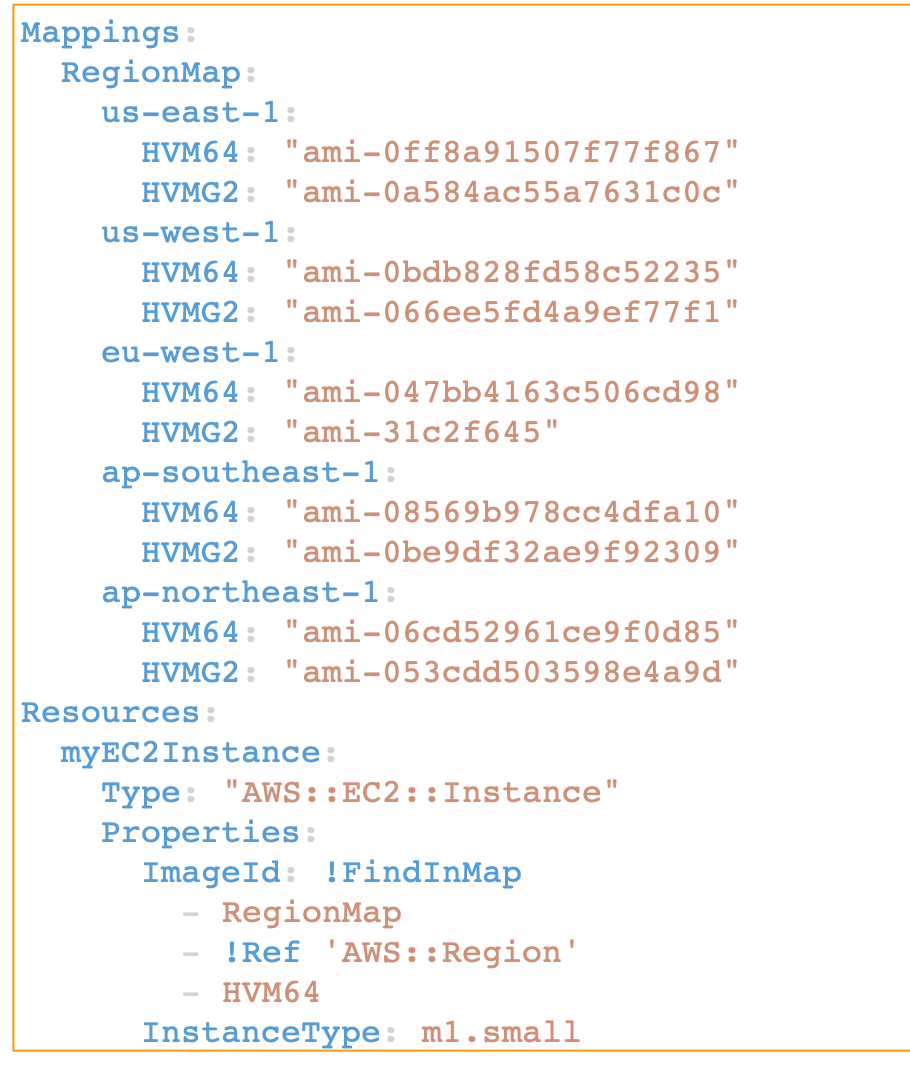 Mappings:
  RegionMap:
    us-east-1:
      HVM64: "ami-0ff8a91507f77f867"
      HVMG2: "ami-0a584ac55a7631c0c"
    us-west-1:
      HVM64: "ami-0bdb828fd58c52235"
      HVMG2: "ami-066ee5fd4a9ef77f1"
    eu-west-1:
      HVM64: "ami-047bb4163c506cd98"
      HVMG2: "ami-31c2f645"
    ap-southeast-1:
      HVM64: "ami-08569b978cc4dfa10"
      HVMG2: "ami-0be9df32ae9f92309"
    ap-northeast-1:
      HVM64: "ami-06cd52961ce9f0d85"
      HVMG2: "ami-053cdd503598e4a9d"
Resources:
  myEC2Instance:
    Type: "AWS::EC2::Instance"
    Properties:
      ImageId: !FindInMap
        - RegionMap
        - !Ref 'AWS::Region'
        - HVM64
      InstanceType: m1.small